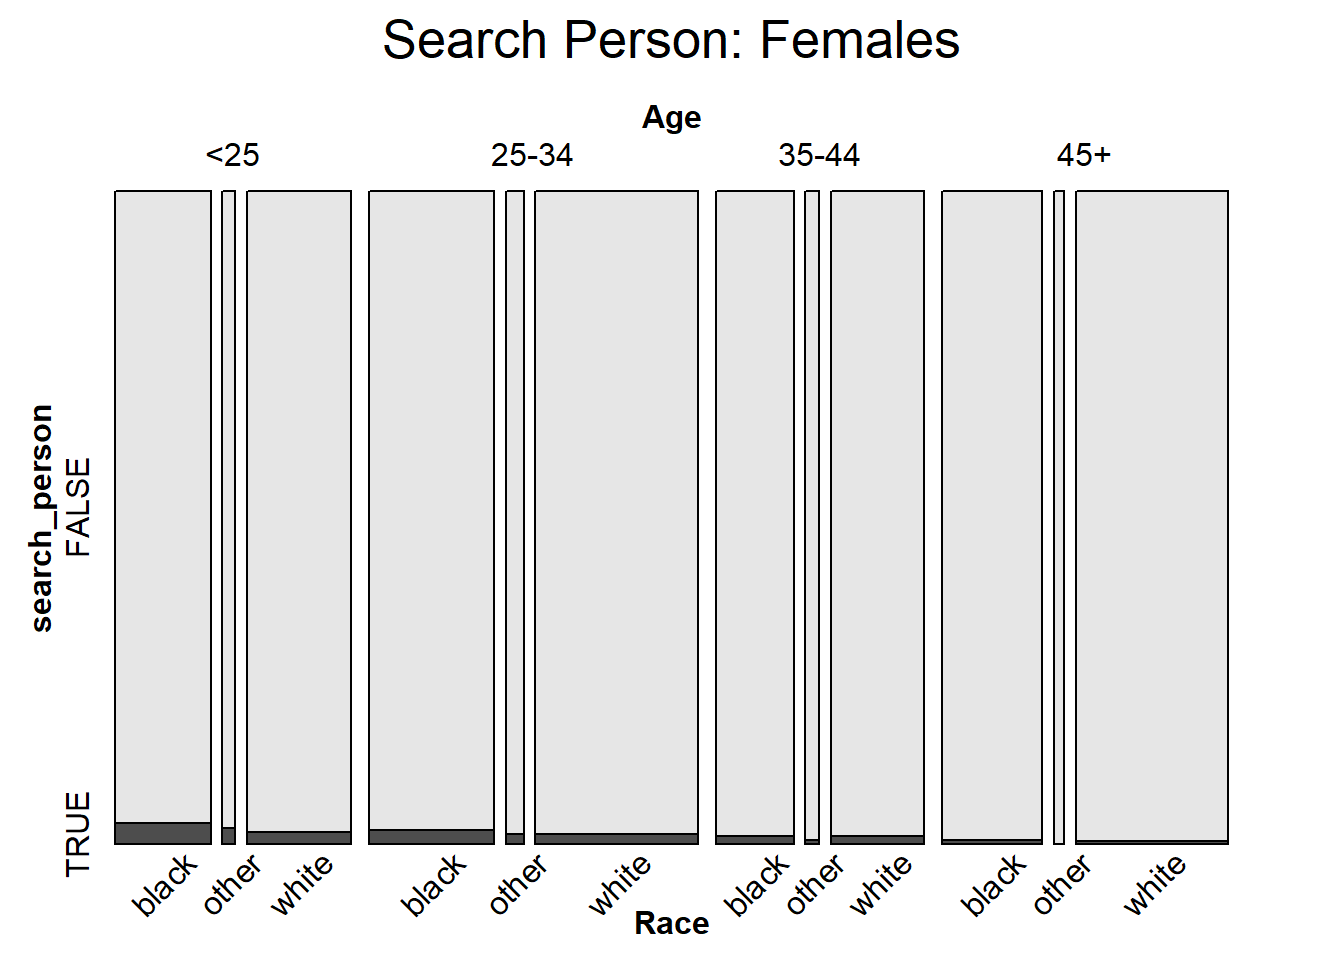 Search Person: Females
Age
<25 25-34 35-44 45+
search_person
FALSE
TRUE
black other white black other white black other white black other white
Race